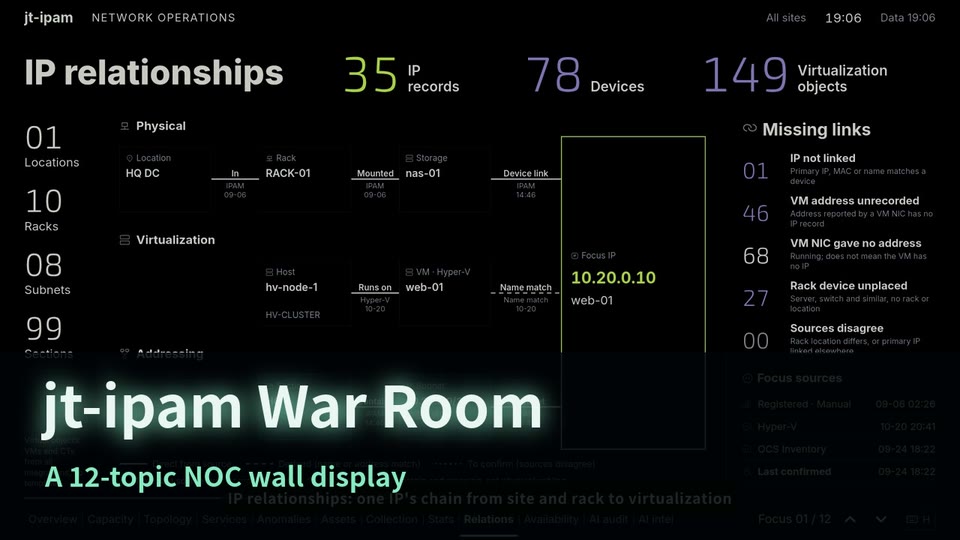 jt-ipam NETWORK OPERATIONS
All sites 19:06 Data 19:06
IP relationships
35 IP records
78 Devices
149 Virtualization objects
01
Locations
10
Racks
08
Subnets
99
Sections
Physical
Location
HQ DC
In
IPAM
09-06
Rack
RACK-01
Mounted
IPAM
09-06
Storage
nas-01
Device link
IPAM
14:46
Virtualization
Host
hv-node-1
HV-CLUSTER
Runs on
Hyper-V
10-20
VM · Hyper-V
web-01
Name match
Name match
10-20
Focus IP
10.20.0.10
web-01
Addressing
Missing links
01 IP not linked
Primary IP, MAC or name matches a
device
46 VM address unrecorded
Address reported by a VM NIC has no
IP record
68 VM NIC gave no address
Running; does not mean the VM has
no IP
27 Rack device unplaced
Server, switch and similar, no rack or
location
00 Sources disagree
Rack location differs, or primary IP
linked elsewhere
Focus sources
Registered · Manual 09-06 02:26
Hyper-V 10-20 20:41
OCS Inventory 09-24 18:22
Last confirmed 09-24 18:22
jt-ipam War Room
A 12-topic NOC wall display
To confirm (sources disagree)
IP relationships: one IP's chain from site and rack to virtualization
Overview Capacity Topology Services Anomalies Assets Collection Stats Relations Availability AI audit AI intel
Focus 01 / 12 H